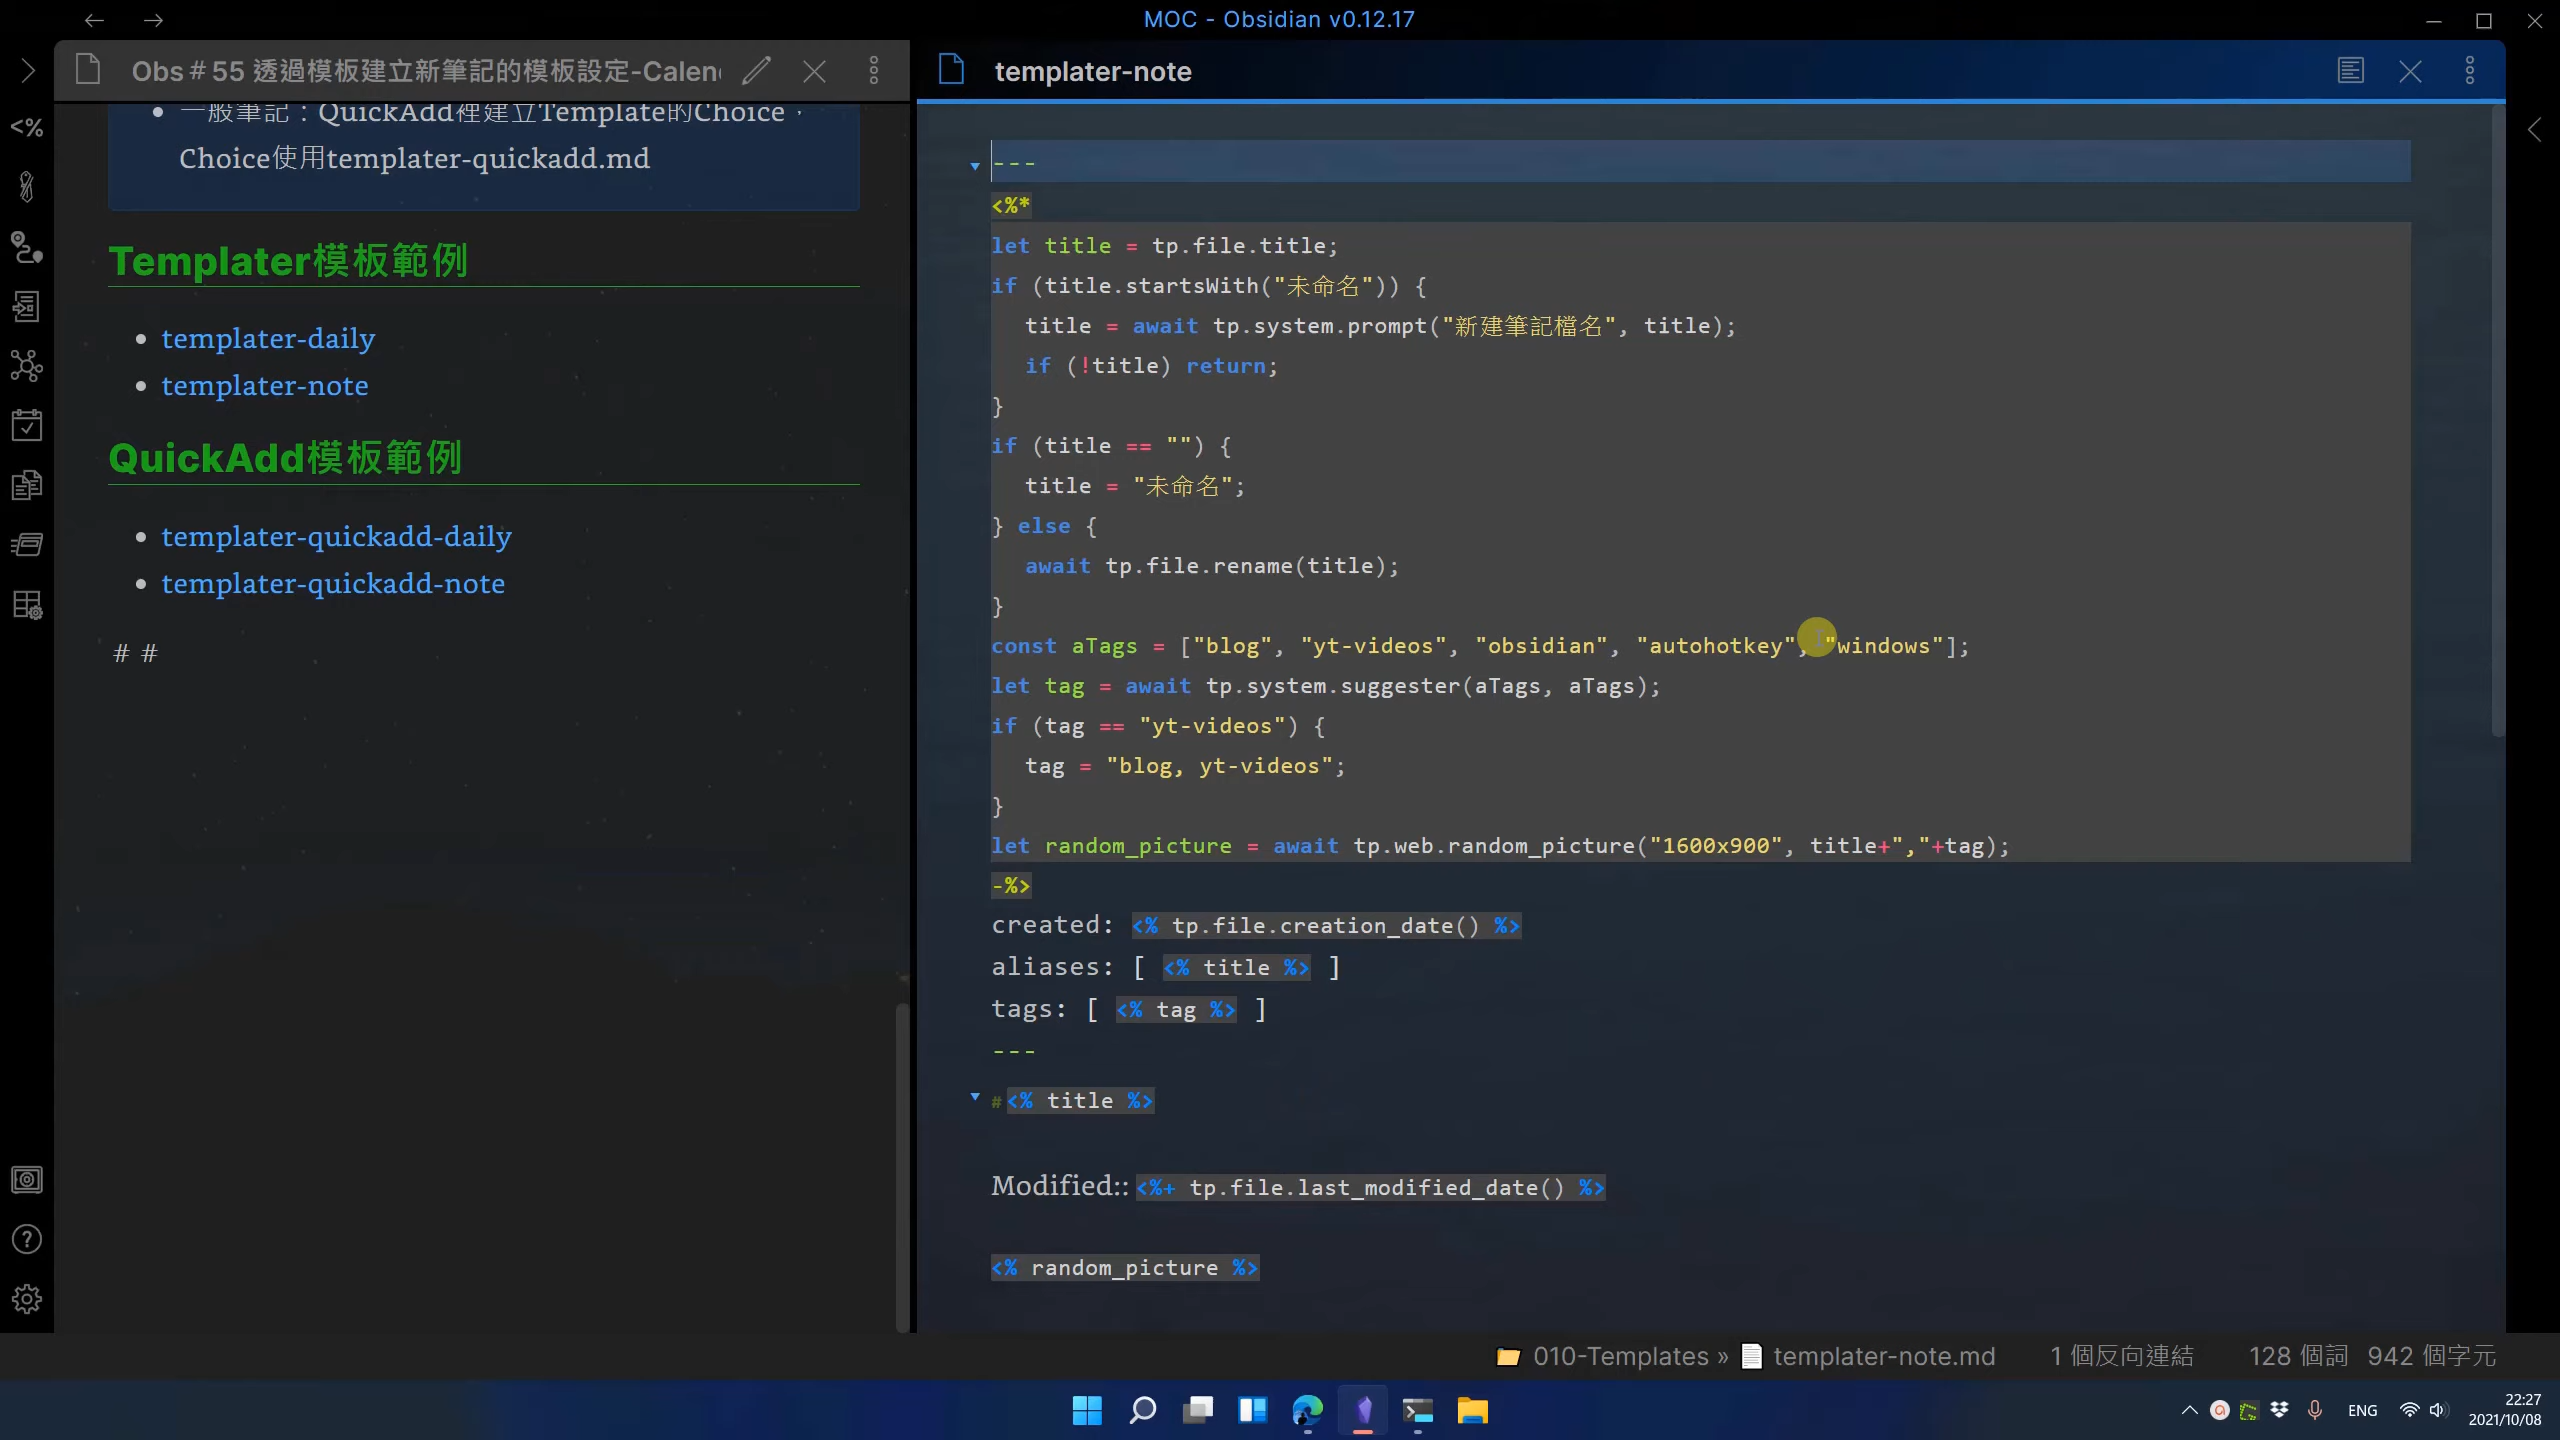 MOC - Obsidian v0.12.17
Obs#55 透過模板建立新筆記的模板設定-Calen
一般筆記：QuickAdd裡建立Template的Choice，
Choice使用templater-quickadd.md
Templater模板範例
templater-daily
templater-note
QuickAdd模板範例
templater-quickadd-daily
templater-quickadd-note
# #
templater-note
---
<%*
let title = tp.file.title;
if (title.startsWith("未命名")) {
title = await tp.system.prompt("新建筆記檔名", title);
if (!title) return;
}
if (title == "") {
title = "未命名";
} else {
await tp.file.rename(title);
}
const aTags = ["blog", "yt-videos", "obsidian", "autohotkey", "windows"];
let tag = await tp.system.suggester(aTags, aTags);
if (tag == "yt-videos") {
tag = "blog, yt-videos";
}
let random_picture = await tp.web.random_picture("1600x900", title+","+tag);
-%>
created: <% tp.file.creation_date() %>
aliases: [ <% title %> ]
tags: [ <% tag %> ]
---
# <% title %>
Modified:: <%+ tp.file.last_modified_date() %>
<% random_picture %>
010-Templates » templater-note.md 1 個反向連結 128 個詞 942 個字元
ENG
22:27
2021/10/08